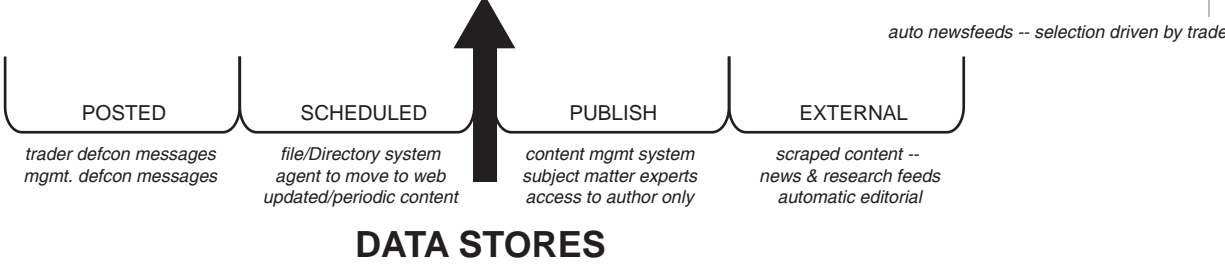 auto newsfeeds -- selection driven by trade
POSTED
SCHEDULED
PUBLISH
EXTERNAL
trader defcon messages
mgmt. defcon messages
file/Directory system
agent to move to web
updated/periodic content
content mgmt system
subject matter experts
access to author only
scraped content --
news & research feeds
automatic editorial
DATA STORES